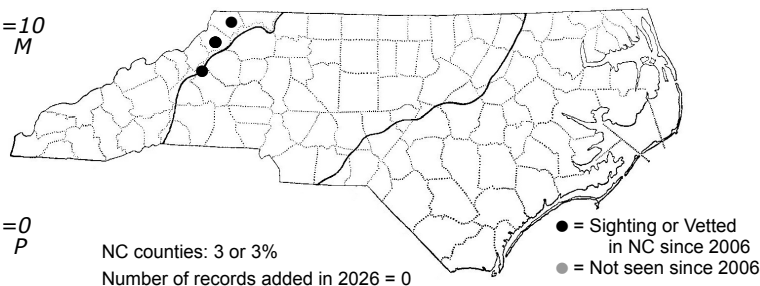 =10
M
=0
P
NC counties: 3 or 3%
Number of records added in 2026 = 0
● = Sighting or Vetted
in NC since 2006
● = Not seen since 2006